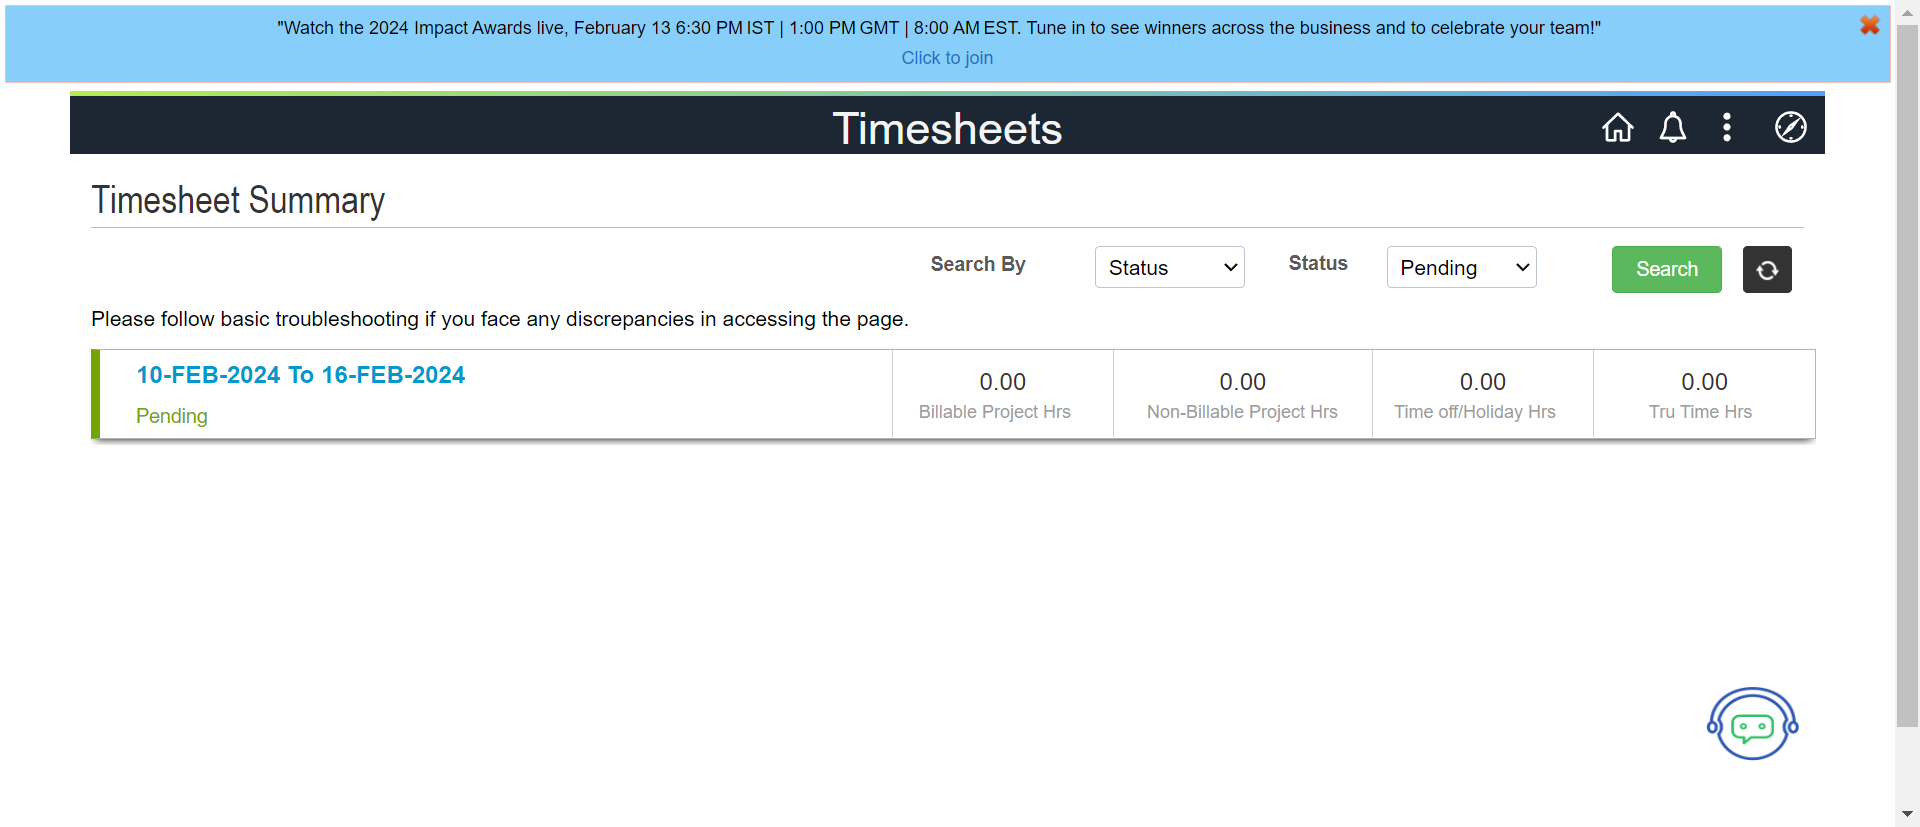 "Watch the 2024 Impact Awards live, February 13 6:30 PM IST | 1:00 PM GMT | 8:00 AM EST. Tune in to see winners across the business and to celebrate your team!"
Click to join
Timesheets
Timesheet Summary
Search By Status Status Pending Search
Please follow basic troubleshooting if you face any discrepancies in accessing the page.
10-FEB-2024 To 16-FEB-2024 0.00 0.00 0.00 0.00
Pending Billable Project Hrs Non-Billable Project Hrs Time off/Holiday Hrs Tru Time Hrs